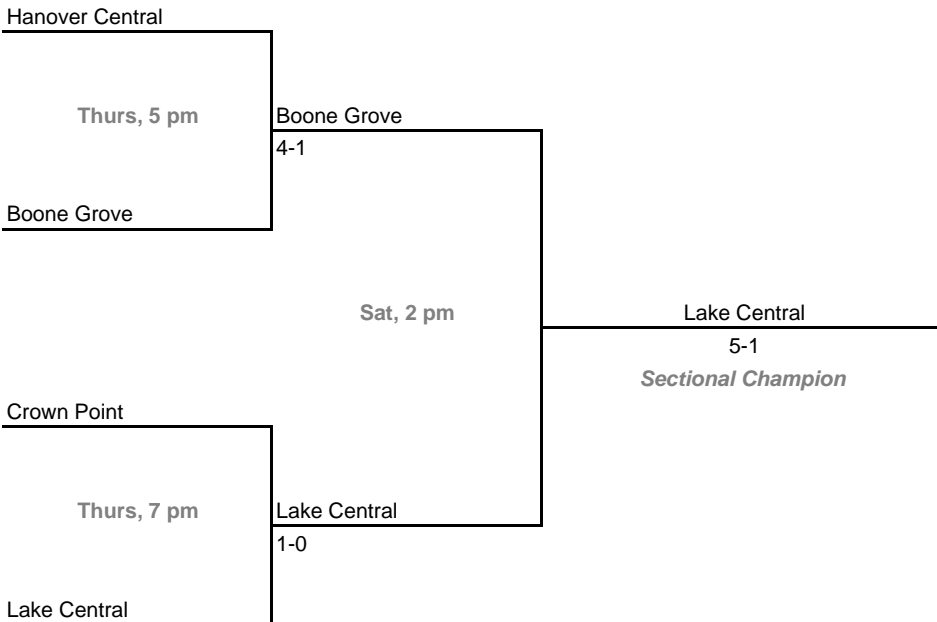 Hanover Central
Thurs, 5 pm
Boone Grove
4-1
Boone Grove
Sat, 2 pm
Lake Central
5-1
Sectional Champion
Crown Point
Thurs, 7 pm
Lake Central
1-0
Lake Central